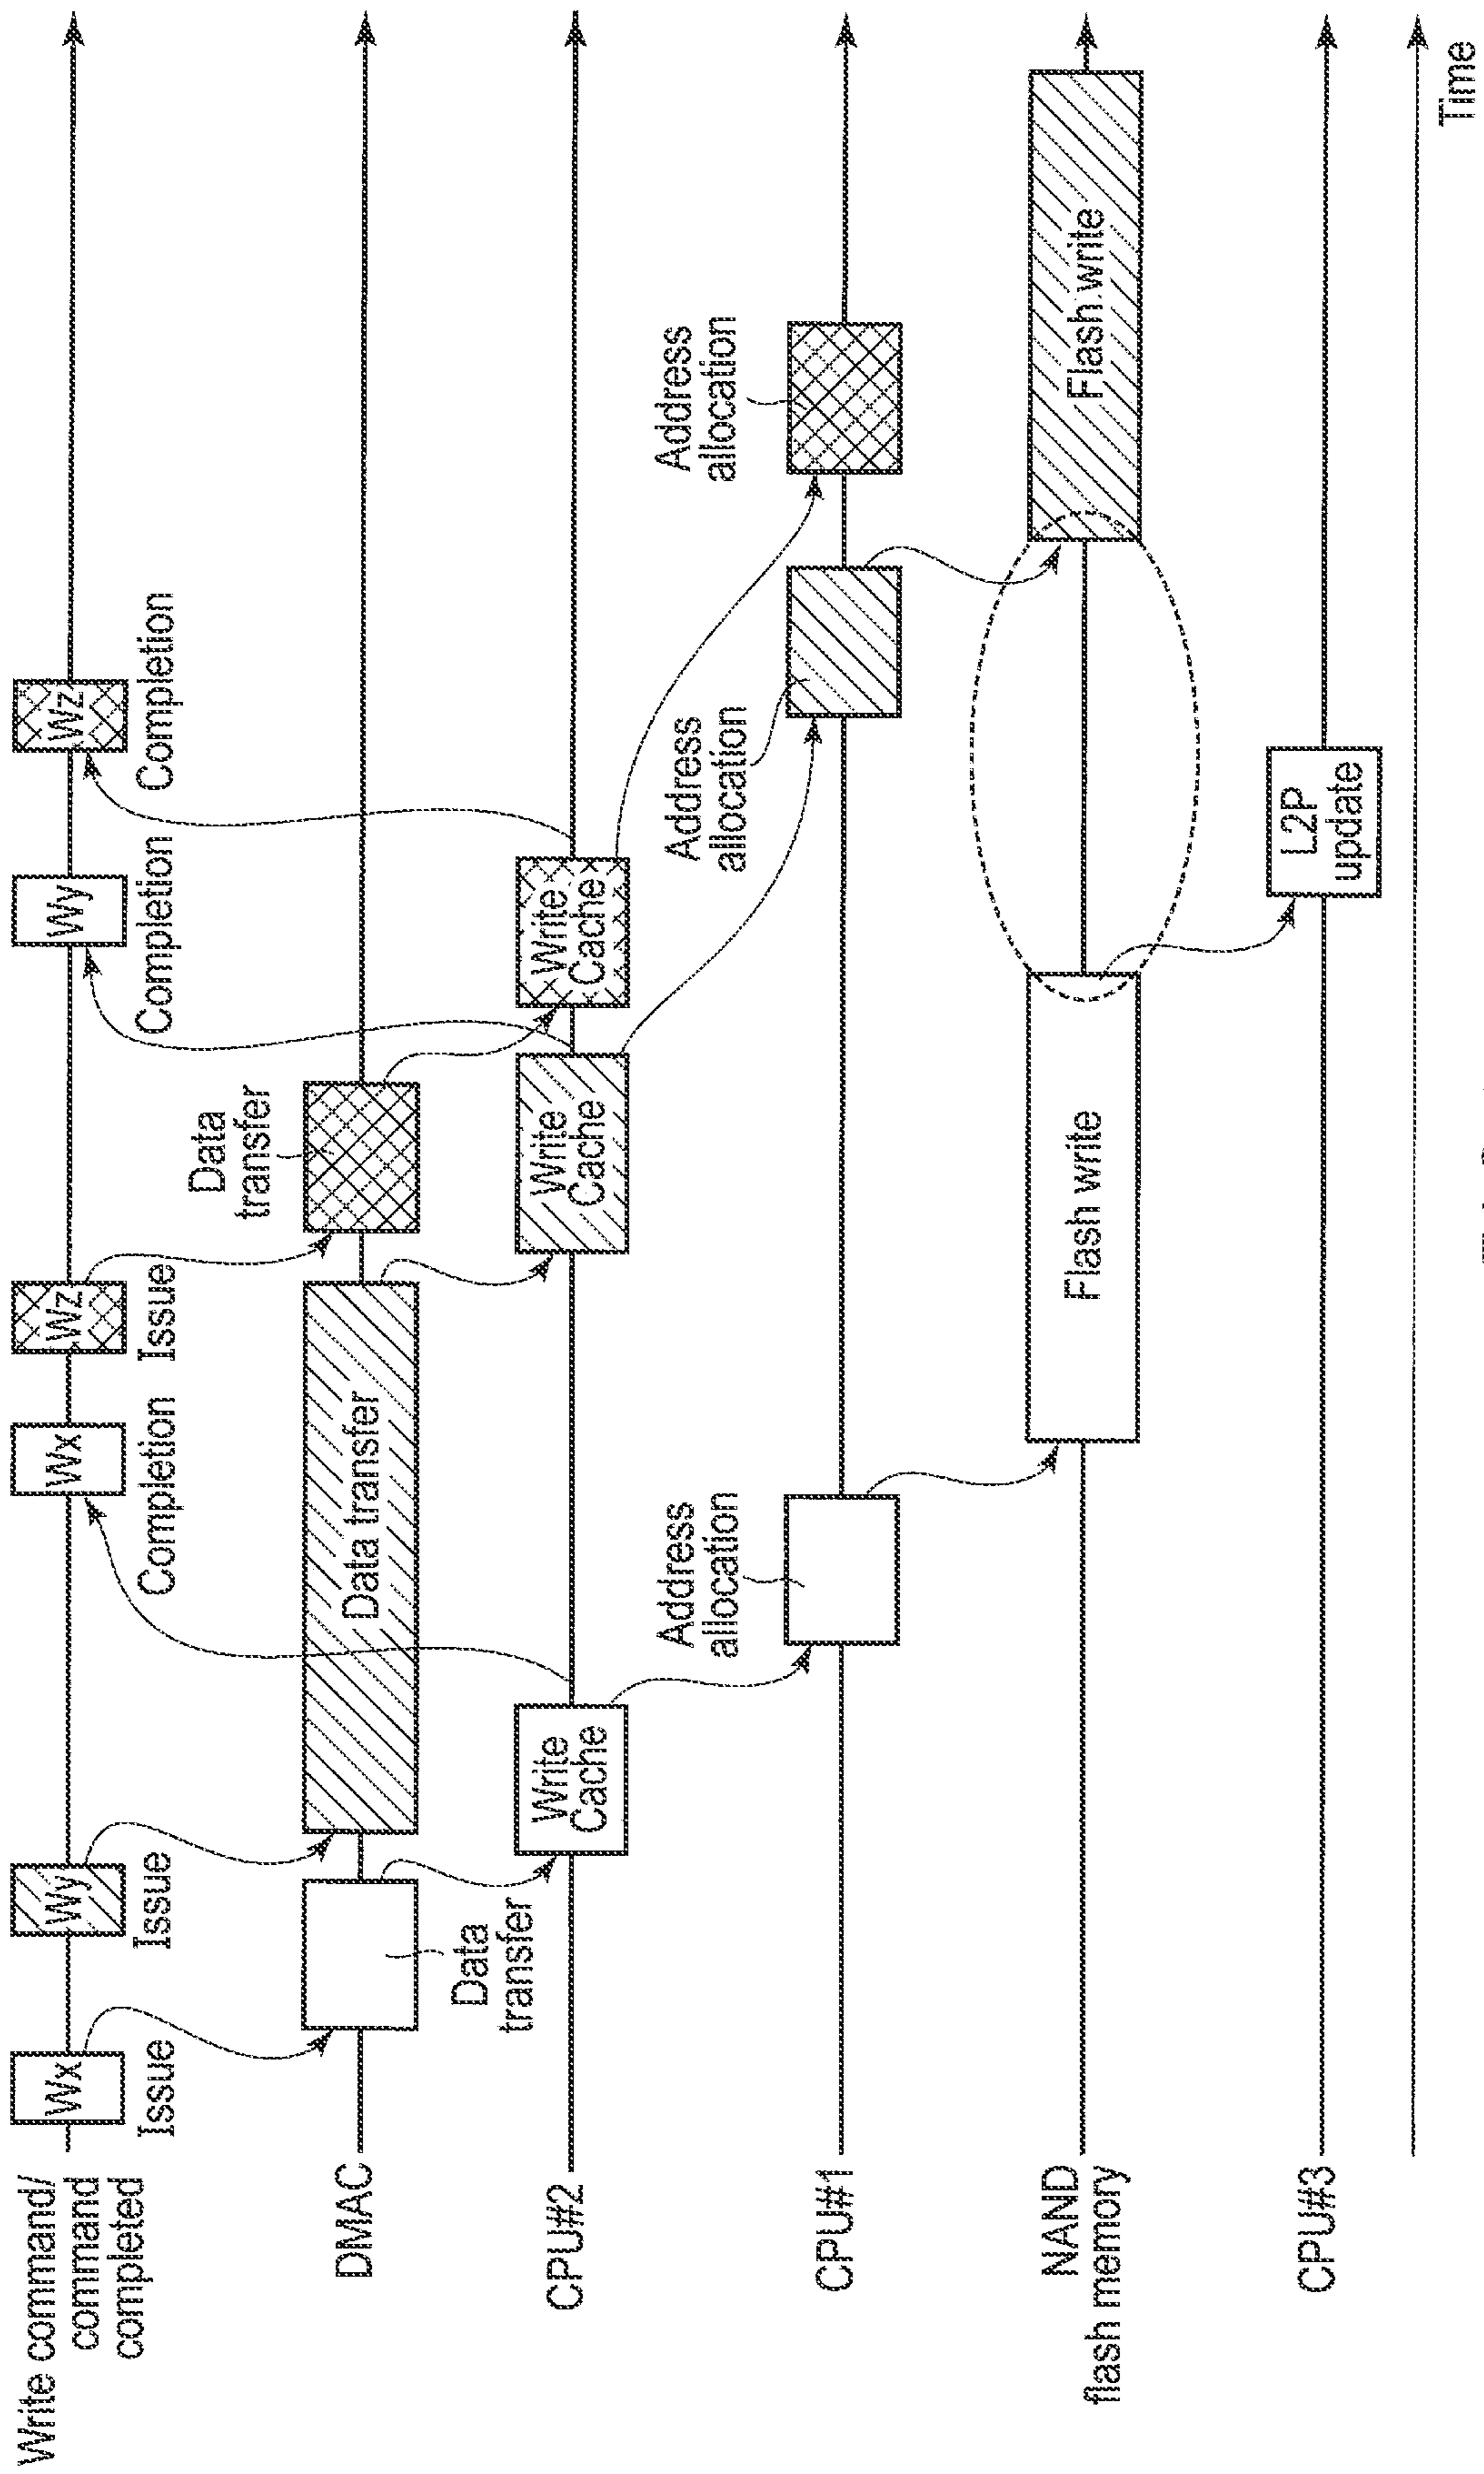 Write command/
command
completed
Wx
Issue
Wy
Issue
Wx
Completion
Wz
Issue
Wy
Completion
Wz
Completion
DMAC
Data
transfer
Data transfer
Data
transfer
CPU#2
Write
Cache
Write
Cache
Write
Cache
CPU#1
Address
allocation
Address
allocation
Address
allocation
NAND
flash memory
Flash write
Flash write
CPU#3
L2P
update
Time